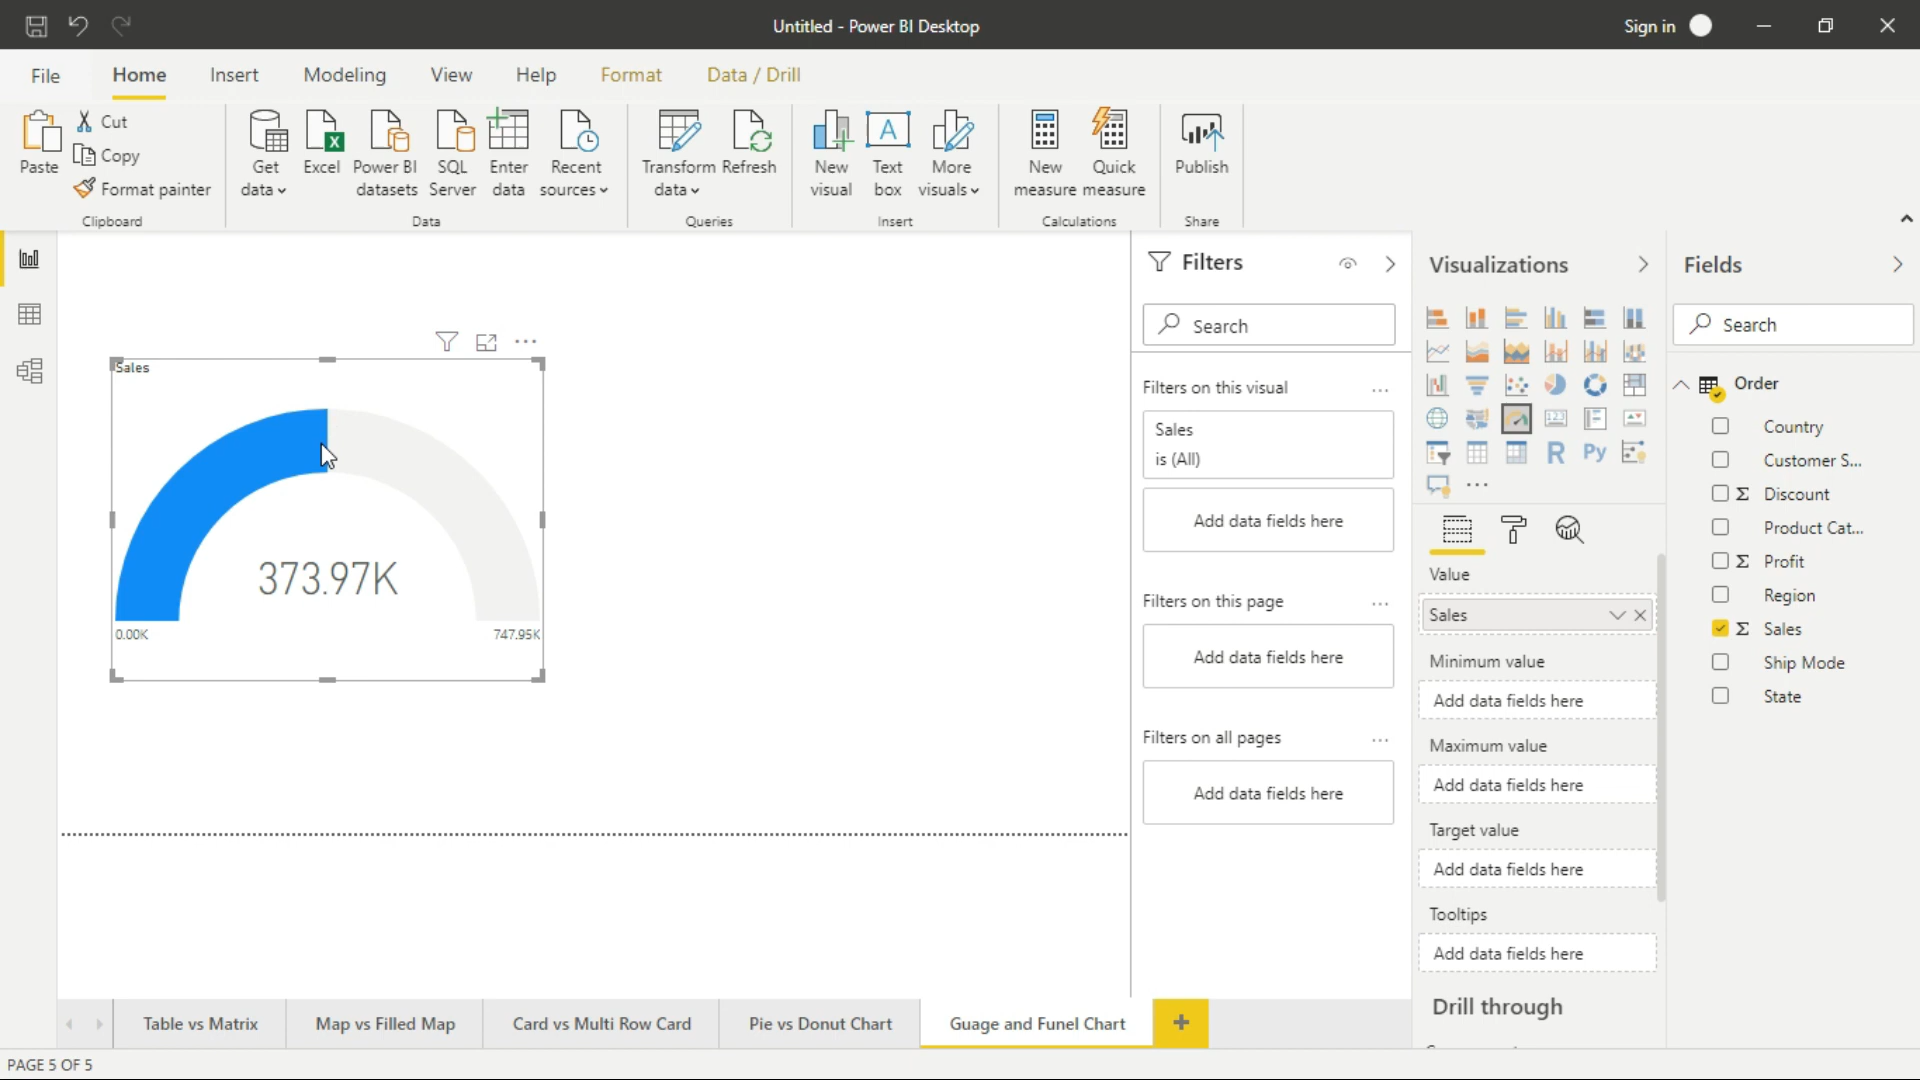 Untitled - Power BI Desktop
Sign in
File
Home
Insert
Modeling
View
Help
Format
Data / Drill
Paste
Cut
Copy
Format painter
Clipboard
Get
data
Excel
Power BI
datasets
SQL
Server
Enter
data
Recent
sources
Data
Transform
data
Refresh
Queries
New
visual
Text
box
More
visuals
Insert
New
measure
Quick
measure
Calculations
Publish
Share
Sales
373.97K
0.00K
747.95K
Filters
Search
Filters on this visual
Sales
is (All)
Add data fields here
Filters on this page
Add data fields here
Filters on all pages
Add data fields here
Visualizations
R
Py
123
Value
Sales
Minimum value
Add data fields here
Maximum value
Add data fields here
Target value
Add data fields here
Tooltips
Add data fields here
Drill through
Fields
Search
Order
Country
Customer S...
Σ Discount
Product Cat...
Σ Profit
Region
Σ Sales
Ship Mode
State
Table vs Matrix
Map vs Filled Map
Card vs Multi Row Card
Pie vs Donut Chart
Guage and Funel Chart
PAGE 5 OF 5